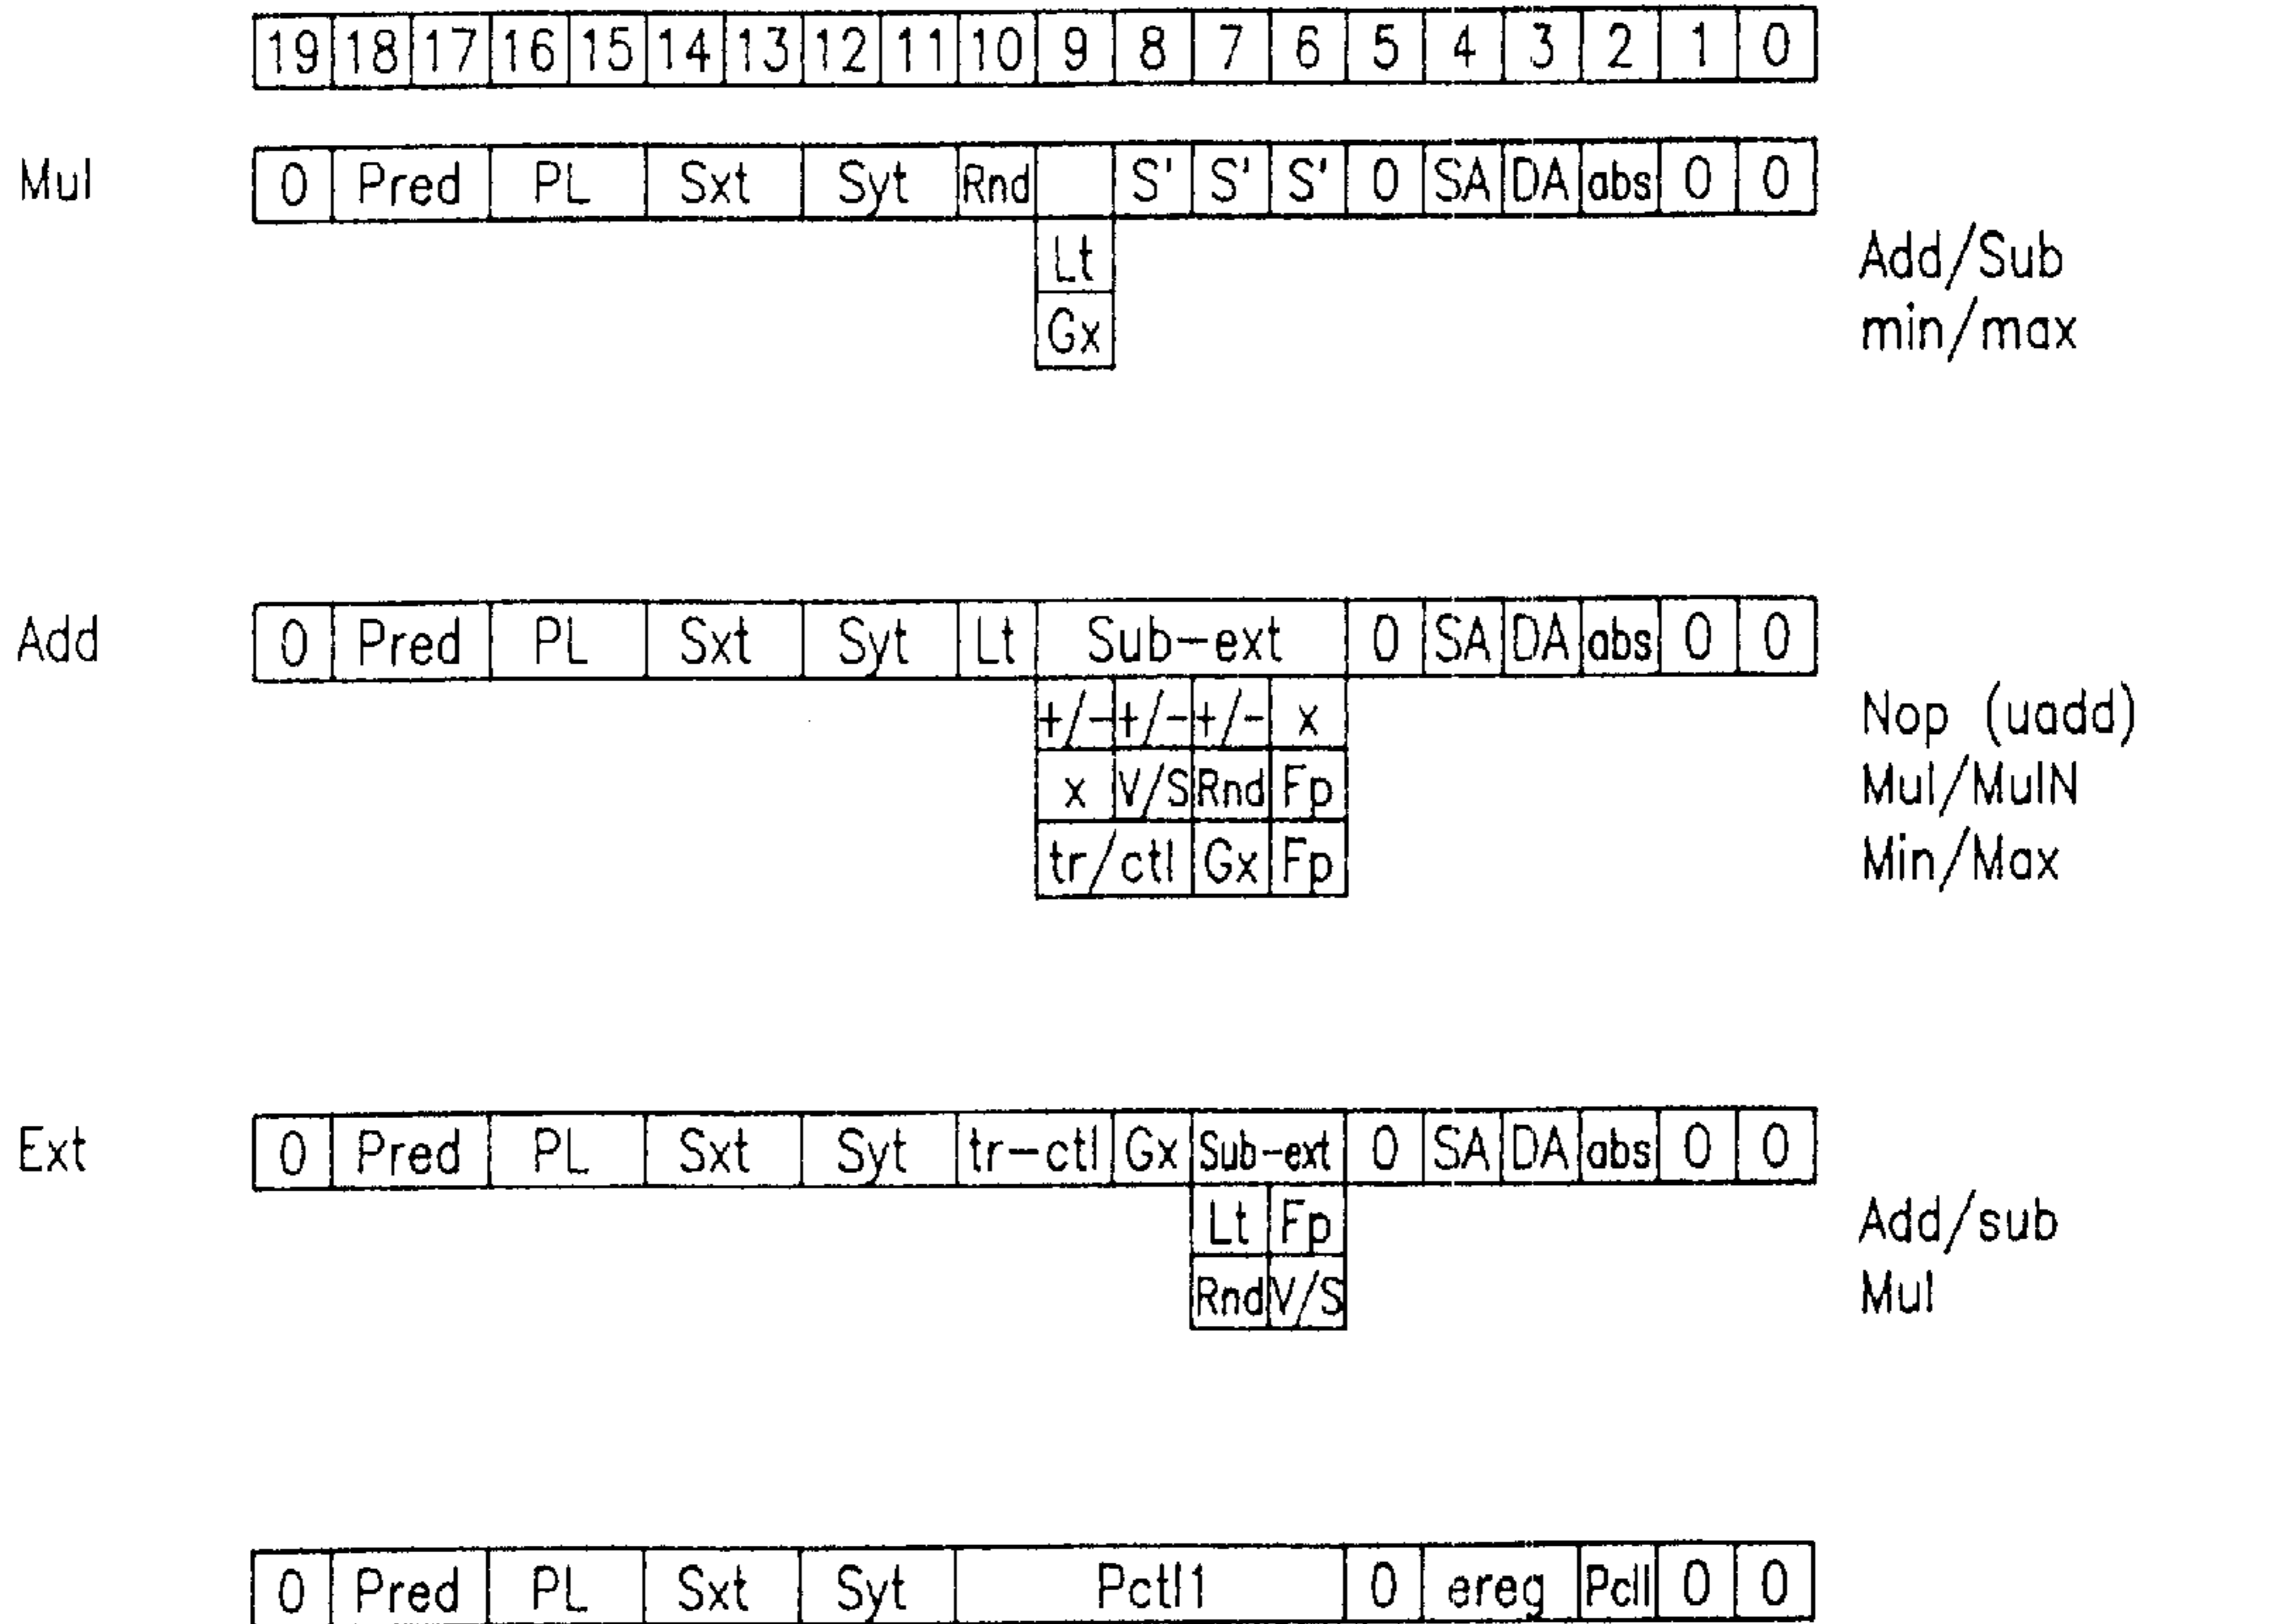 19 18 17 16 15 14 13 12 11 10 9 8 7 6 5 4 3 2 1 0
Mul 0 Pred PL Sxt Syt Rnd S' S' S' 0 SA DA abs 0 0
Lt Add/Sub
Gx min/max
Add 0 Pred PL Sxt Syt Lt Sub-ext 0 SA DA abs 0 0
+/- +/- +/- x Nop (uadd)
x V/S Rnd Fp Mul/MulN
tr/ctl Gx Fp Min/Max
Ext 0 Pred PL Sxt Syt tr-ctl Gx Sub-ext 0 SA DA abs 0 0
Lt Fp Add/sub
Rnd V/S Mul
0 Pred PL Sxt Syt Pctl1 0 ereg Pcll 0 0